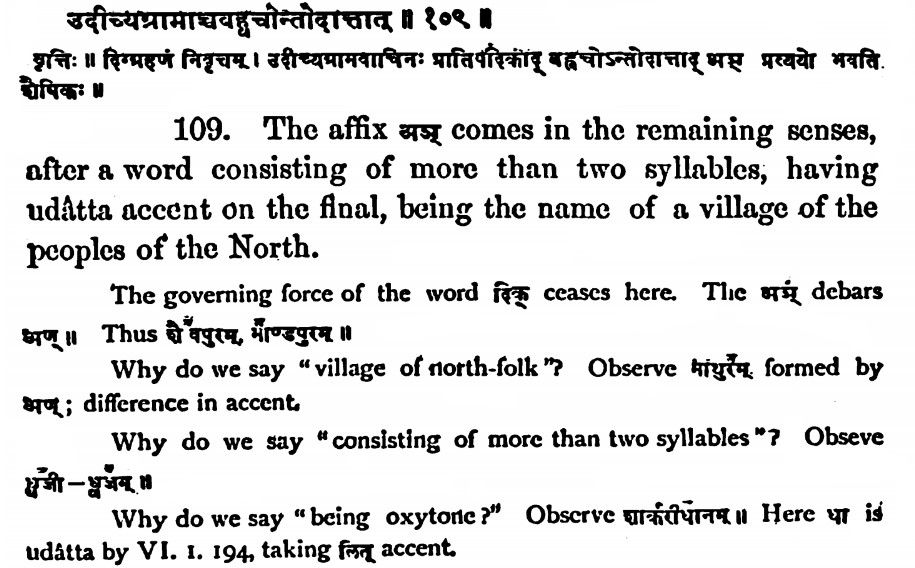 उदीच्यग्रामाच्चबह्वचोन्तोदात्तात् ॥ १०९ ॥
वृत्तिः ॥ दिग्ग्रहणं निवृत्तम् । उदीच्यग्रामवाचिनः प्रातिपदिकाद् बह्वचोऽन्तोदात्ताद् अञ् प्रत्ययो भवति
शैषिकः ॥
109. The affix अञ् comes in the remaining senses,
after a word consisting of more than two syllables, having
udâtta accent on the final, being the name of a village of the
peoples of the North.
The governing force of the word दिक् ceases here. The अञ् debars
अण् ॥ Thus शैवपुरम्, माण्डपुरम् ॥
Why do we say “village of north-folk”? Observe माथुरम् formed by
अण् ; difference in accent.
Why do we say “consisting of more than two syllables”? Obseve
ध्वजी – ध्वाजम् ॥
Why do we say “being oxytone?” Observe शार्करीधानम् ॥ Here धा is
udâtta by VI. 1. 194, taking लित् accent.